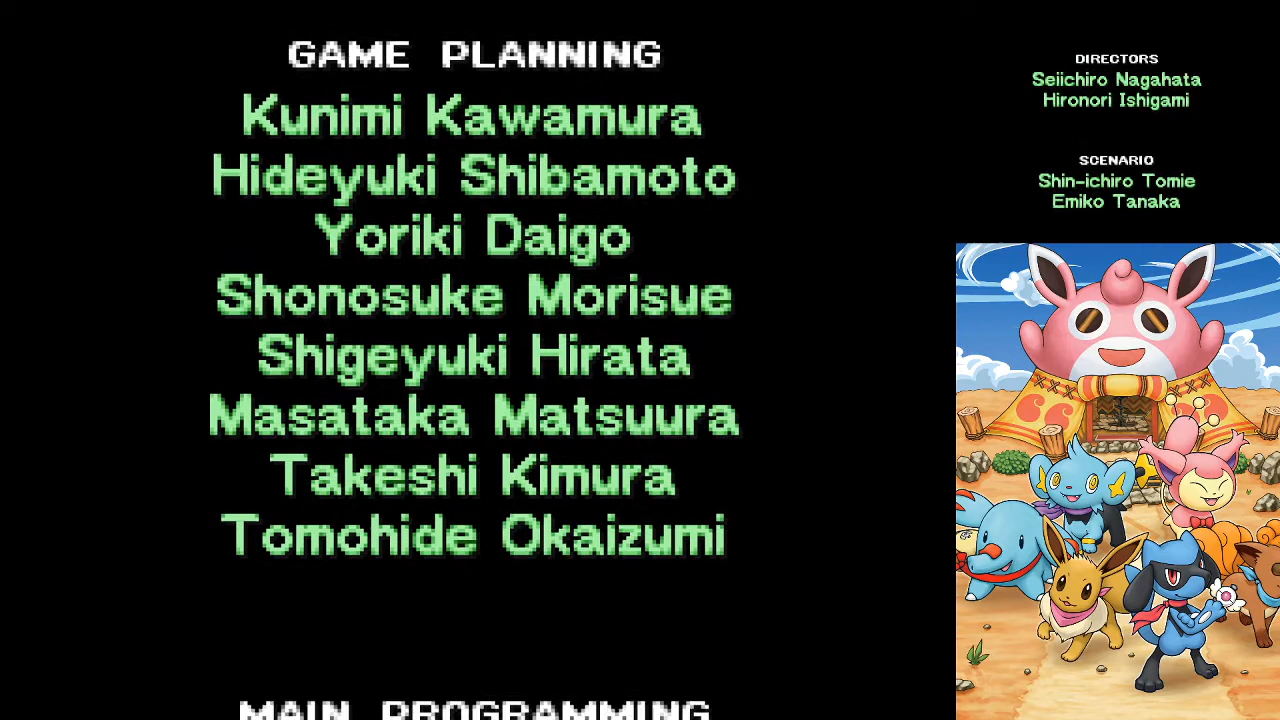 GAME PLANNING
Kunimi Kawamura
Hideyuki Shibamoto
Yoriki Daigo
Shonosuke Morisue
Shigeyuki Hirata
Masataka Matsuura
Takeshi Kimura
Tomohide Okaizumi
MAIN PROGRAMMING
DIRECTORS
Seiichiro Nagahata
Hironori Ishigami
SCENARIO
Shin-ichiro Tomie
Emiko Tanaka